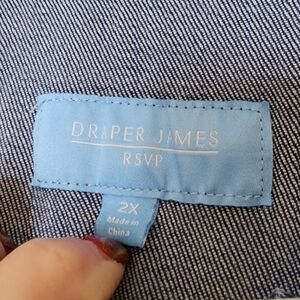 DRAPER JAMES
RSVP
2X
Made in
China